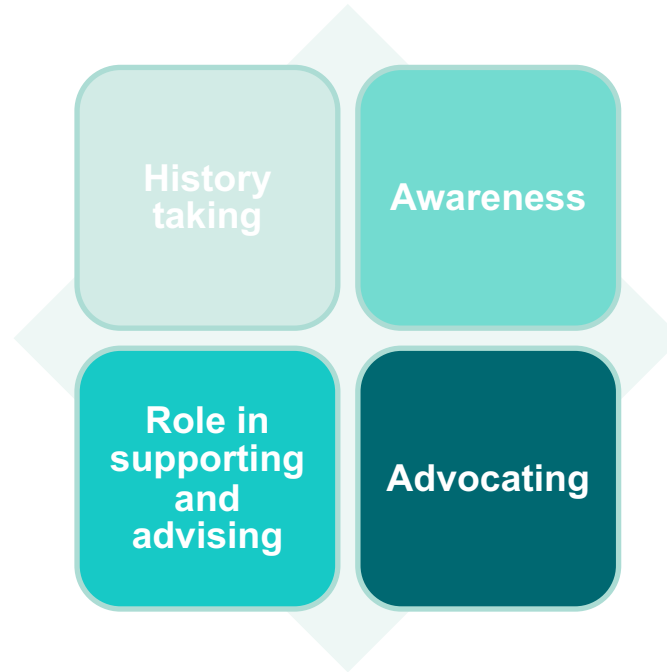 History
taking
Awareness
Role in
supporting
and
advising
Advocating